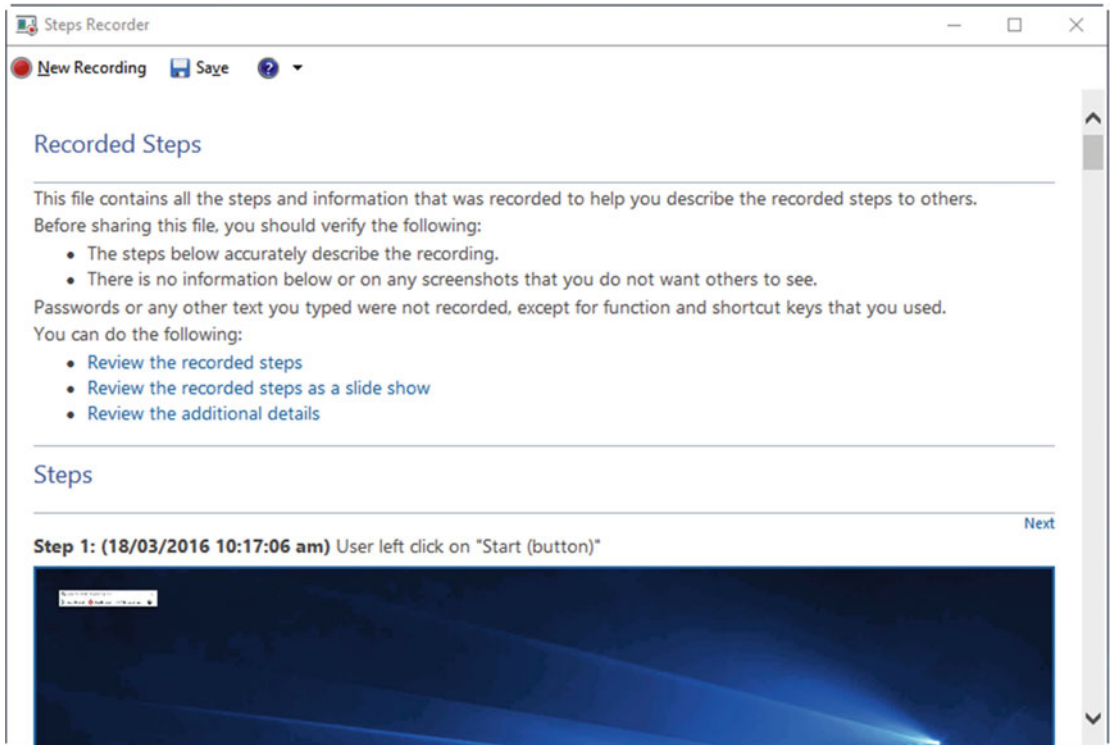 Steps Recorder
New Recording Save
Recorded Steps
This file contains all the steps and information that was recorded to help you describe the recorded steps to others.
Before sharing this file, you should verify the following:
• The steps below accurately describe the recording.
• There is no information below or on any screenshots that you do not want others to see.
Passwords or any other text you typed were not recorded, except for function and shortcut keys that you used.
You can do the following:
• Review the recorded steps
• Review the recorded steps as a slide show
• Review the additional details
Steps
Next
Step 1: (18/03/2016 10:17:06 am) User left click on "Start (button)"